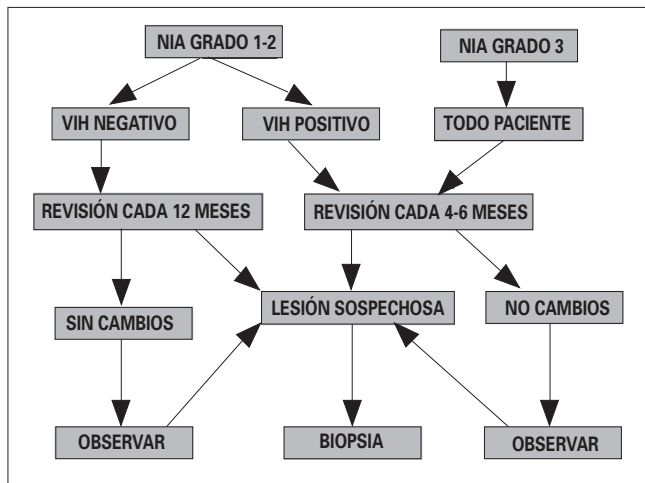 NIA GRADO 1-2
NIA GRADO 3
VIH NEGATIVO
VIH POSITIVO
TODO PACIENTE
REVISIÓN CADA 12 MESES
REVISIÓN CADA 4-6 MESES
SIN CAMBIOS
LESIÓN SOSPECHOSA
NO CAMBIOS
OBSERVAR
BIOPSIA
OBSERVAR